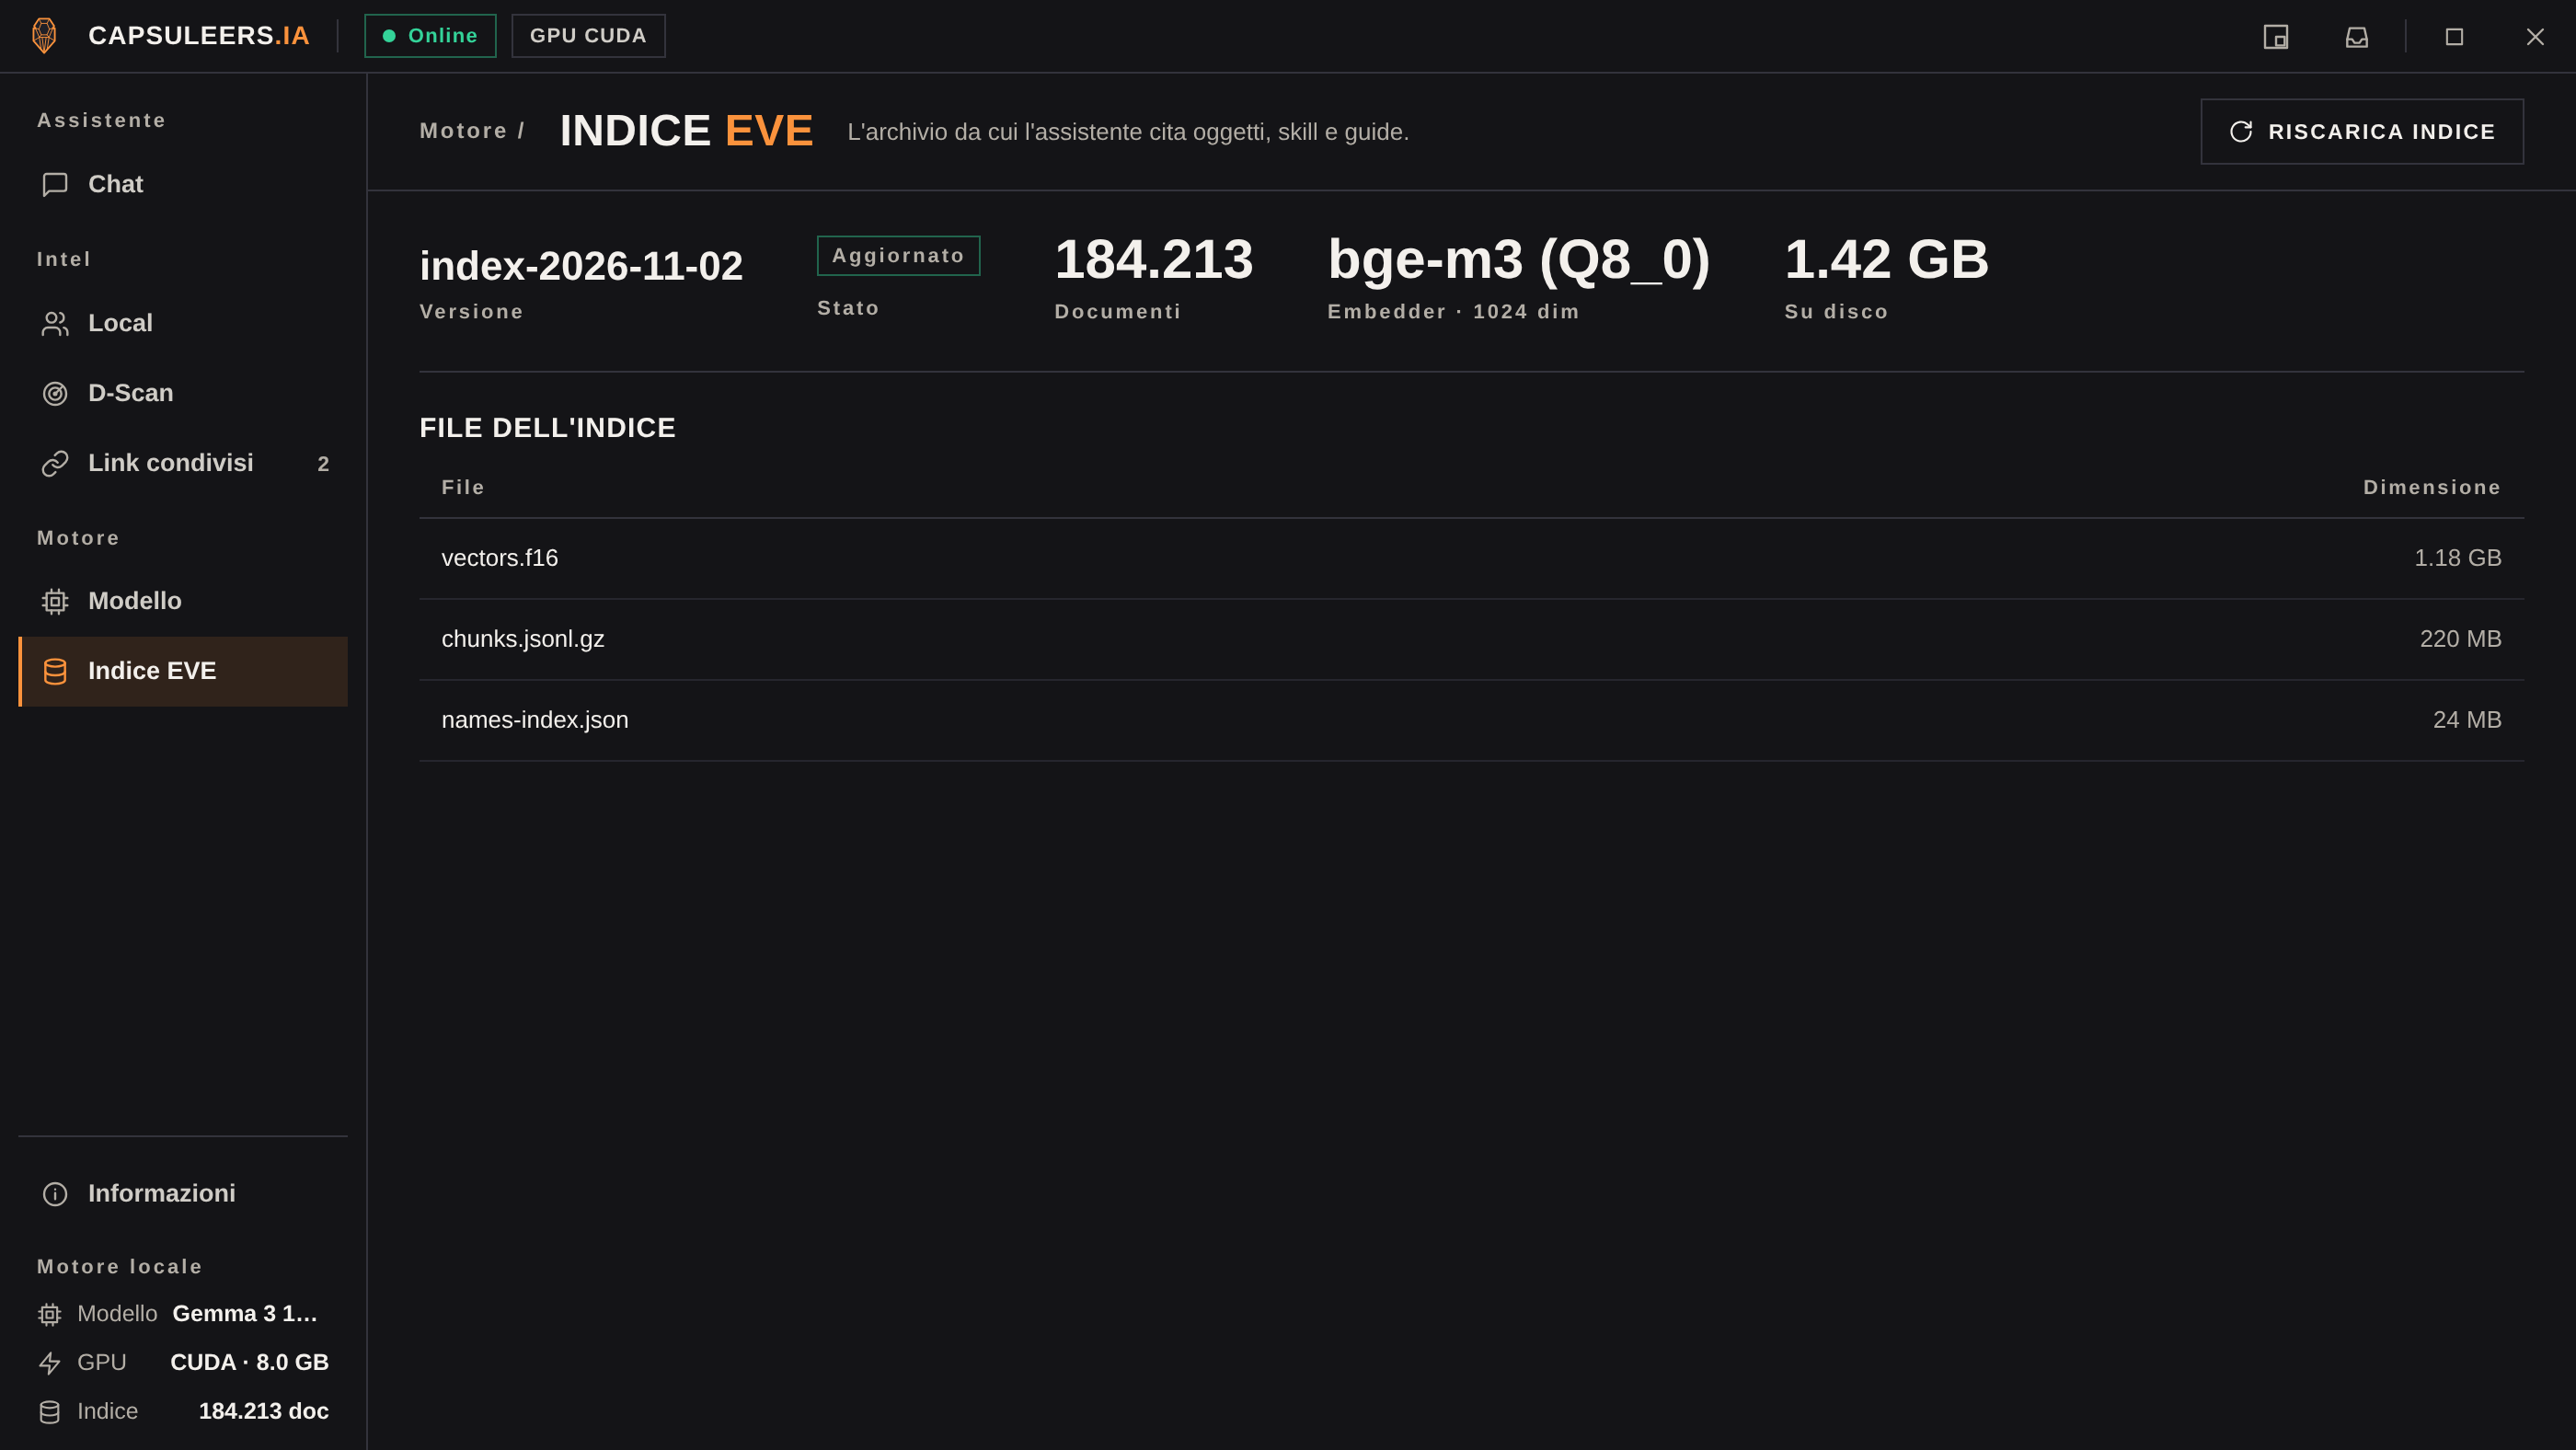 CAPSULEERS.IA
Online
GPU CUDA
Assistente
Chat
Intel
Local
D-Scan
Link condivisi 2
Motore
Modello
Indice EVE
Informazioni
Motore locale
Modello Gemma 3 1…
GPU CUDA · 8.0 GB
Indice 184.213 doc
Motore / INDICE EVE L'archivio da cui l'assistente cita oggetti, skill e guide.
RISCARICA INDICE
index-2026-11-02
Versione
Aggiornato
Stato
184.213
Documenti
bge-m3 (Q8_0)
Embedder · 1024 dim
1.42 GB
Su disco
FILE DELL'INDICE
File Dimensione
vectors.f16 1.18 GB
chunks.jsonl.gz 220 MB
names-index.json 24 MB